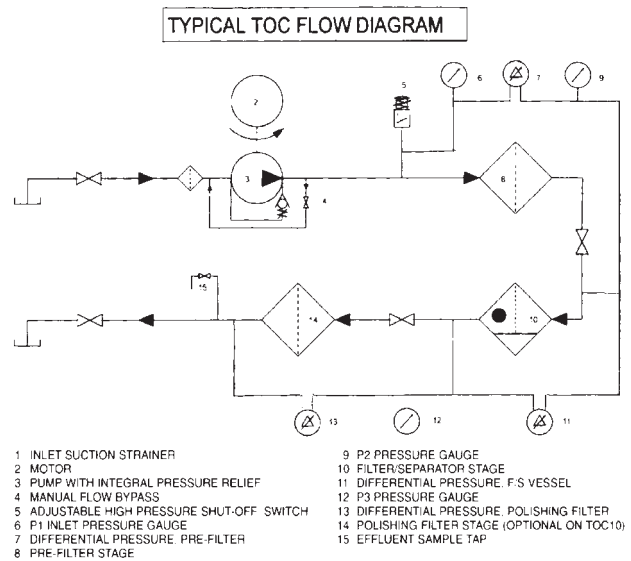 TYPICAL TOC FLOW DIAGRAM
5
6
7
9
2
3
4
6
15
14
10
13
12
11
1 INLET SUCTION STRAINER
2 MOTOR
3 PUMP WITH INTEGRAL PRESSURE RELIEF
4 MANUAL FLOW BYPASS
5 ADJUSTABLE HIGH PRESSURE SHUT-OFF SWITCH
6 P1 INLET PRESSURE GAUGE
7 DIFFERENTIAL PRESSURE, PRE-FILTER
8 PRE-FILTER STAGE
9 P2 PRESSURE GAUGE
10 FILTER/SEPARATOR STAGE
11 DIFFERENTIAL PRESSURE, F/S VESSEL
12 P3 PRESSURE GAUGE
13 DIFFERENTIAL PRESSURE, POLISHING FILTER
14 POLISHING FILTER STAGE (OPTIONAL ON TOC10)
15 EFFLUENT SAMPLE TAP